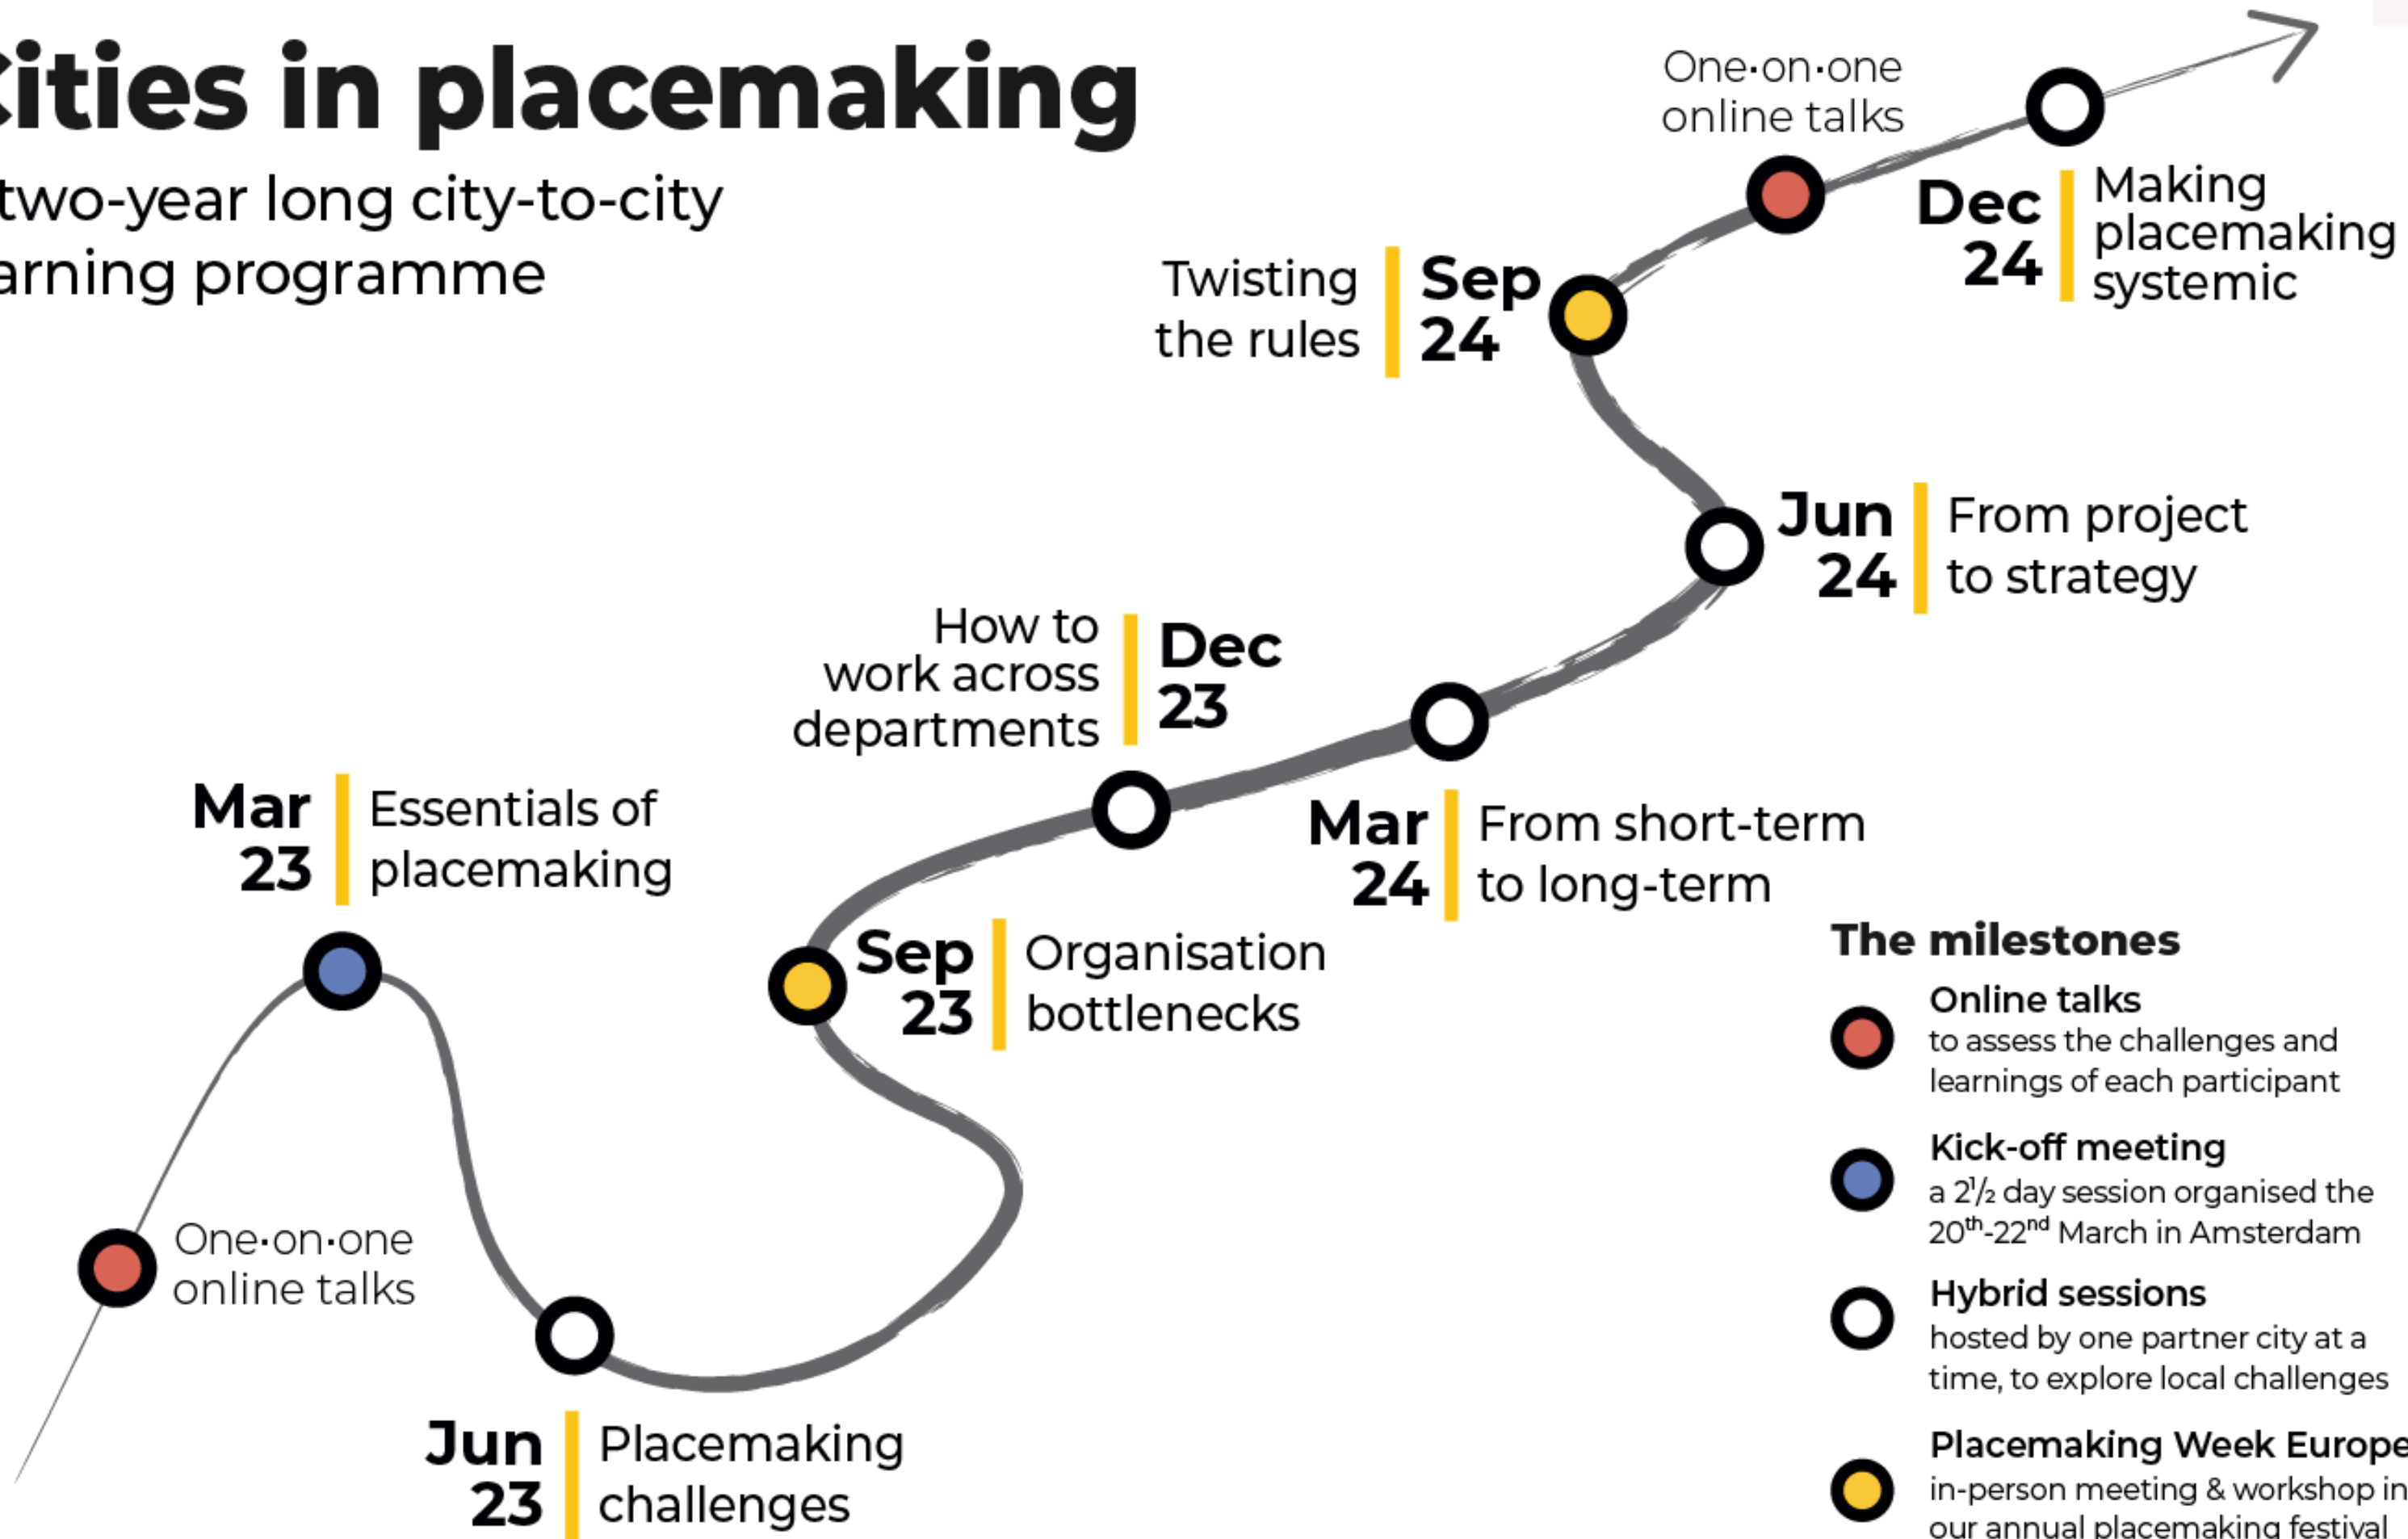 Cities in placemaking
two-year long city-to-city
arning programme
One·on·one
online talks
Making
placemaking
systemic
Dec
24
Twisting
the rules
Sep
24
Jun
24
From project
to strategy
How to
work across
departments
Dec
23
Mar
23
Essentials of
placemaking
Mar
24
From short-term
to long-term
Sep
23
Organisation
bottlenecks
One·on·one
online talks
Jun
23
Placemaking
challenges
The milestones
Online talks
to assess the challenges and
learnings of each participant
Kick-off meeting
a 2¹/₂ day session organised the
20ᵗʰ-22ⁿᵈ March in Amsterdam
Hybrid sessions
hosted by one partner city at a
time, to explore local challenges
Placemaking Week Europe
in-person meeting & workshop in
our annual placemaking festival